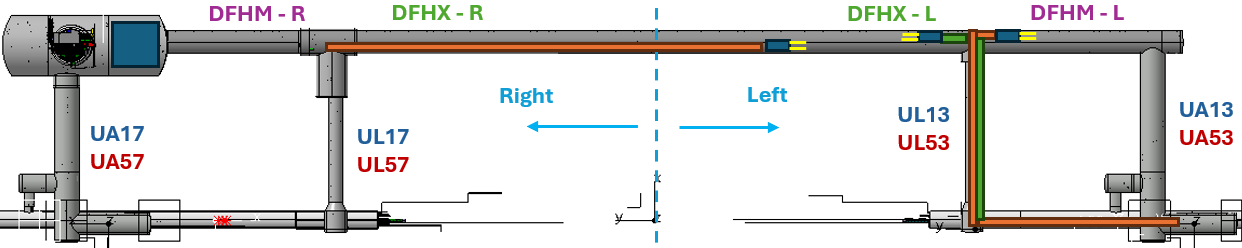 DFHM - R
DFHX - R
DFHX - L
DFHM - L
Right
Left
UA17
UA57
UL17
UL57
UL13
UL53
UA13
UA53
y
y
z